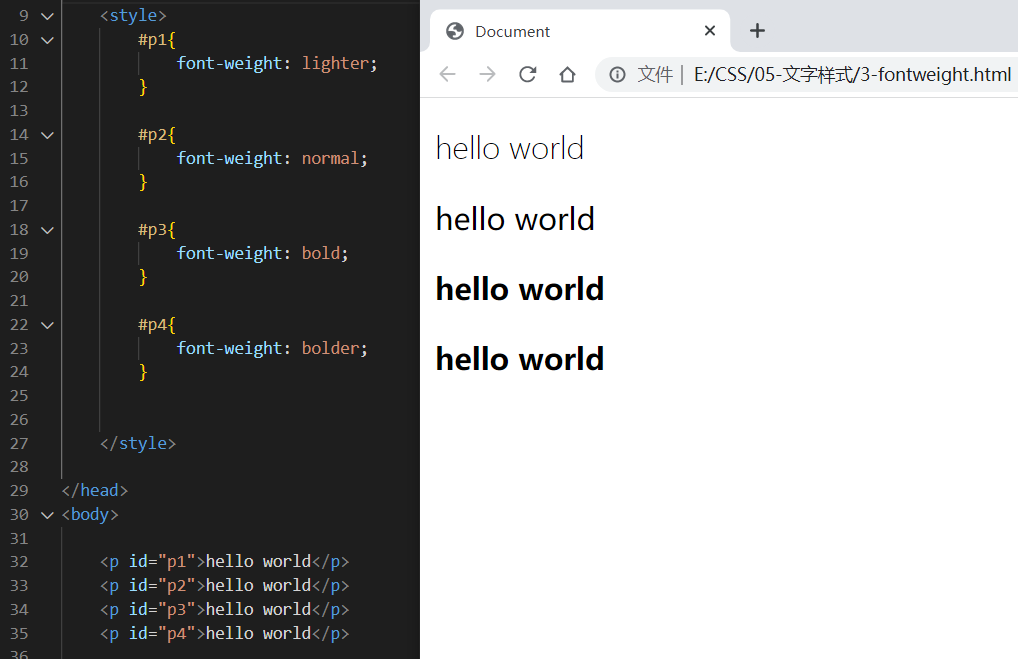 9 <style>
10 #p1{
11 font-weight: lighter;
12 }
13
14 #p2{
15 font-weight: normal;
16 }
17
18 #p3{
19 font-weight: bold;
20 }
21
22 #p4{
23 font-weight: bolder;
24 }
25
26
27 </style>
28
29 </head>
30 <body>
31
32 <p id="p1">hello world</p>
33 <p id="p2">hello world</p>
34 <p id="p3">hello world</p>
35 <p id="p4">hello world</p>
36
Document
文件 | E:/CSS/05-文字样式/3-fontweight.html
hello world
hello world
hello world
hello world